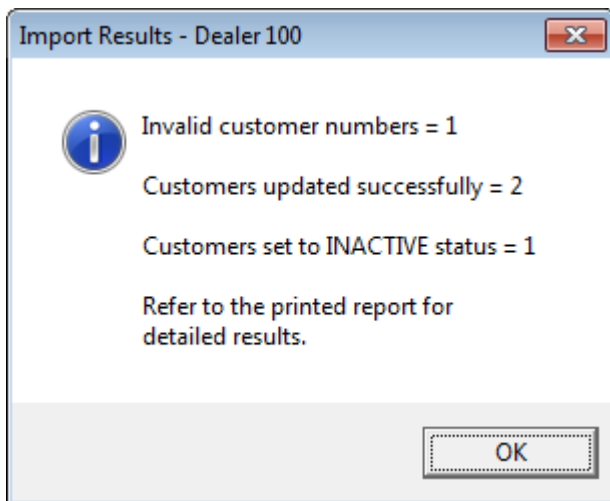 Import Results - Dealer 100
Invalid customer numbers = 1
Customers updated successfully = 2
Customers set to INACTIVE status = 1
Refer to the printed report for
detailed results.
OK